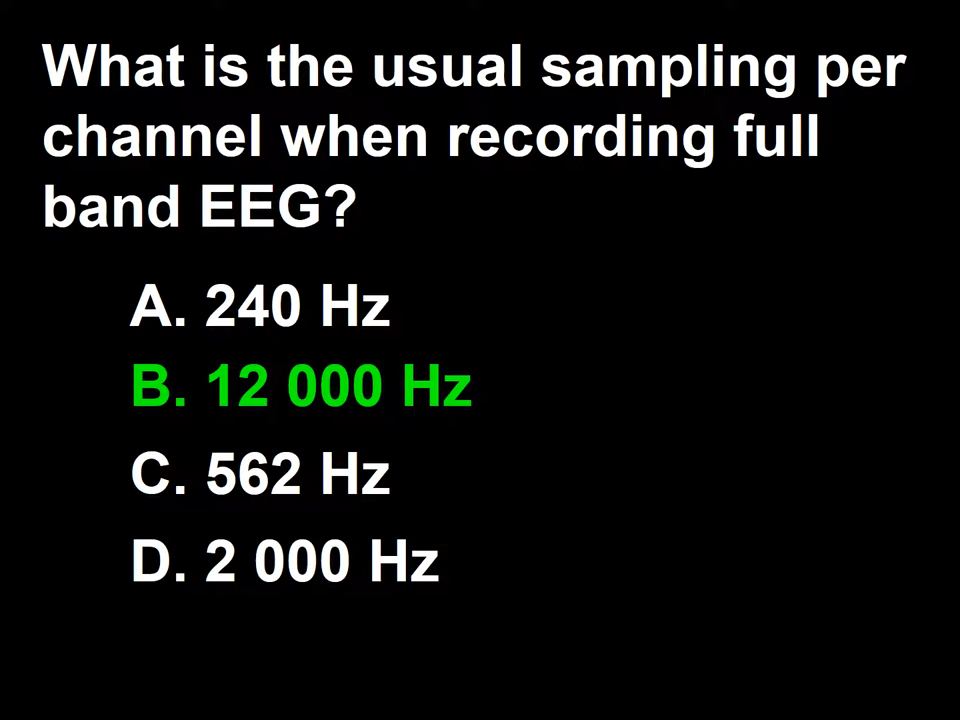 What is the usual sampling per
channel when recording full
band EEG?
A. 240 Hz
B. 12 000 Hz
C. 562 Hz
D. 2 000 Hz